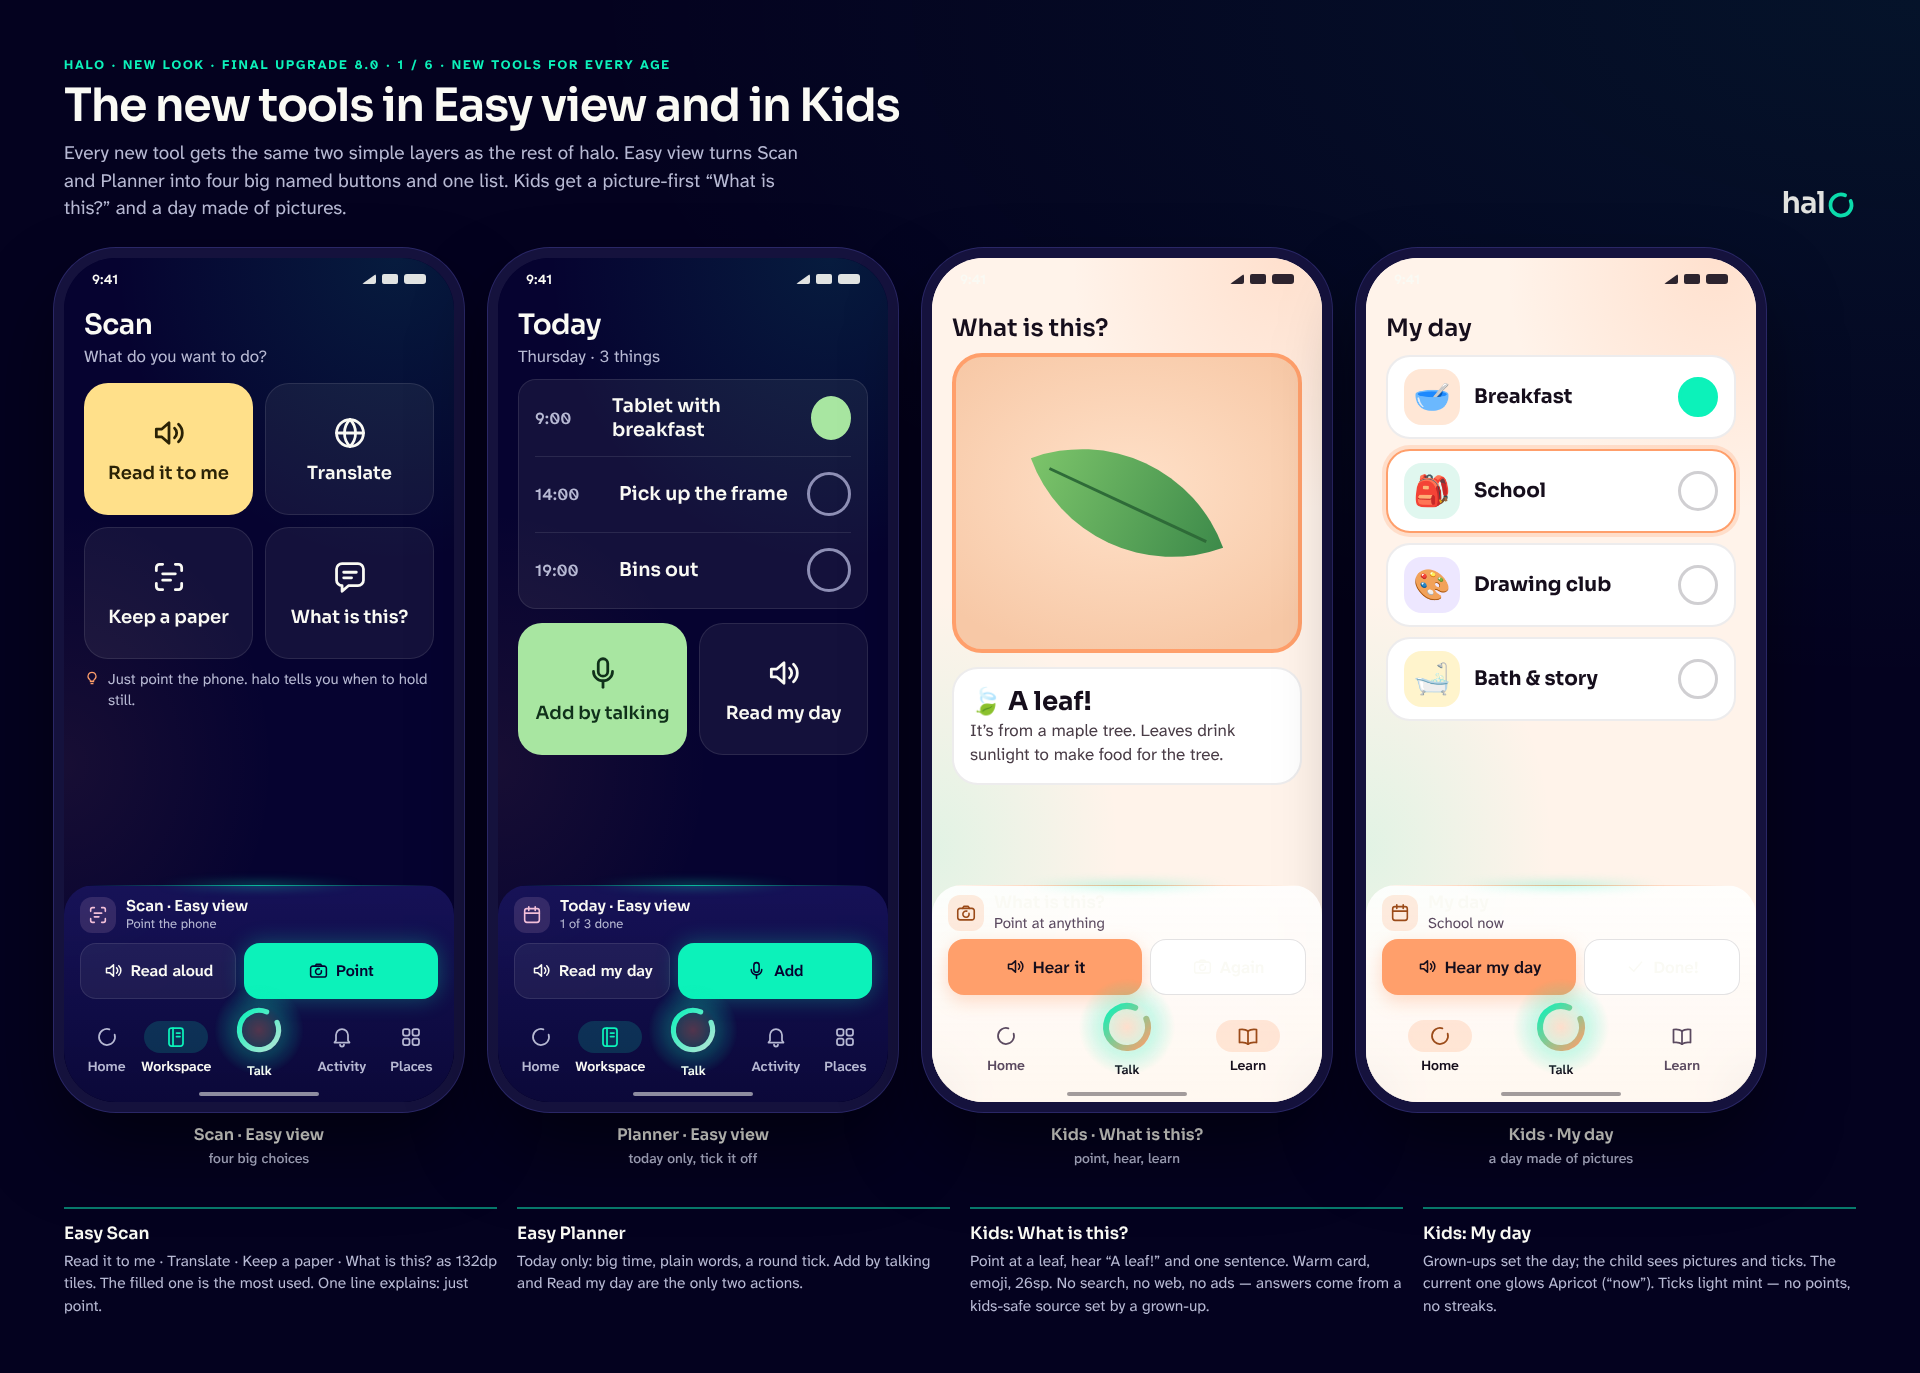 HALO · NEW LOOK · FINAL UPGRADE 8.0 · 1 / 6 · NEW TOOLS FOR EVERY AGE
The new tools in Easy view and in Kids
Every new tool gets the same two simple layers as the rest of halo. Easy view turns Scan
and Planner into four big named buttons and one list. Kids get a picture-first “What is
this?” and a day made of pictures.
halo
9:41
Scan
What do you want to do?
Read it to me
Translate
Keep a paper
What is this?
Just point the phone. halo tells you when to hold
still.
Scan · Easy view
Point the phone
Read aloud
Point
Home
Workspace
Talk
Activity
Places
Scan · Easy view
four big choices
9:41
Today
Thursday · 3 things
9:00
Tablet with
breakfast
14:00
Pick up the frame
19:00
Bins out
Add by talking
Read my day
Today · Easy view
1 of 3 done
Read my day
Add
Home
Workspace
Talk
Activity
Places
Planner · Easy view
today only, tick it off
What is this?
A leaf!
It’s from a maple tree. Leaves drink
sunlight to make food for the tree.
What is this?
Point at anything
Hear it
Again
Home
Talk
Learn
Kids · What is this?
point, hear, learn
My day
Breakfast
School
Drawing club
Bath & story
My day
School now
Hear my day
Done!
Home
Talk
Learn
Kids · My day
a day made of pictures
Easy Scan
Read it to me · Translate · Keep a paper · What is this? as 132dp
tiles. The filled one is the most used. One line explains: just
point.
Easy Planner
Today only: big time, plain words, a round tick. Add by talking
and Read my day are the only two actions.
Kids: What is this?
Point at a leaf, hear “A leaf!” and one sentence. Warm card,
emoji, 26sp. No search, no web, no ads — answers come from a
kids-safe source set by a grown-up.
Kids: My day
Grown-ups set the day; the child sees pictures and ticks. The
current one glows Apricot (“now”). Ticks light mint — no points,
no streaks.